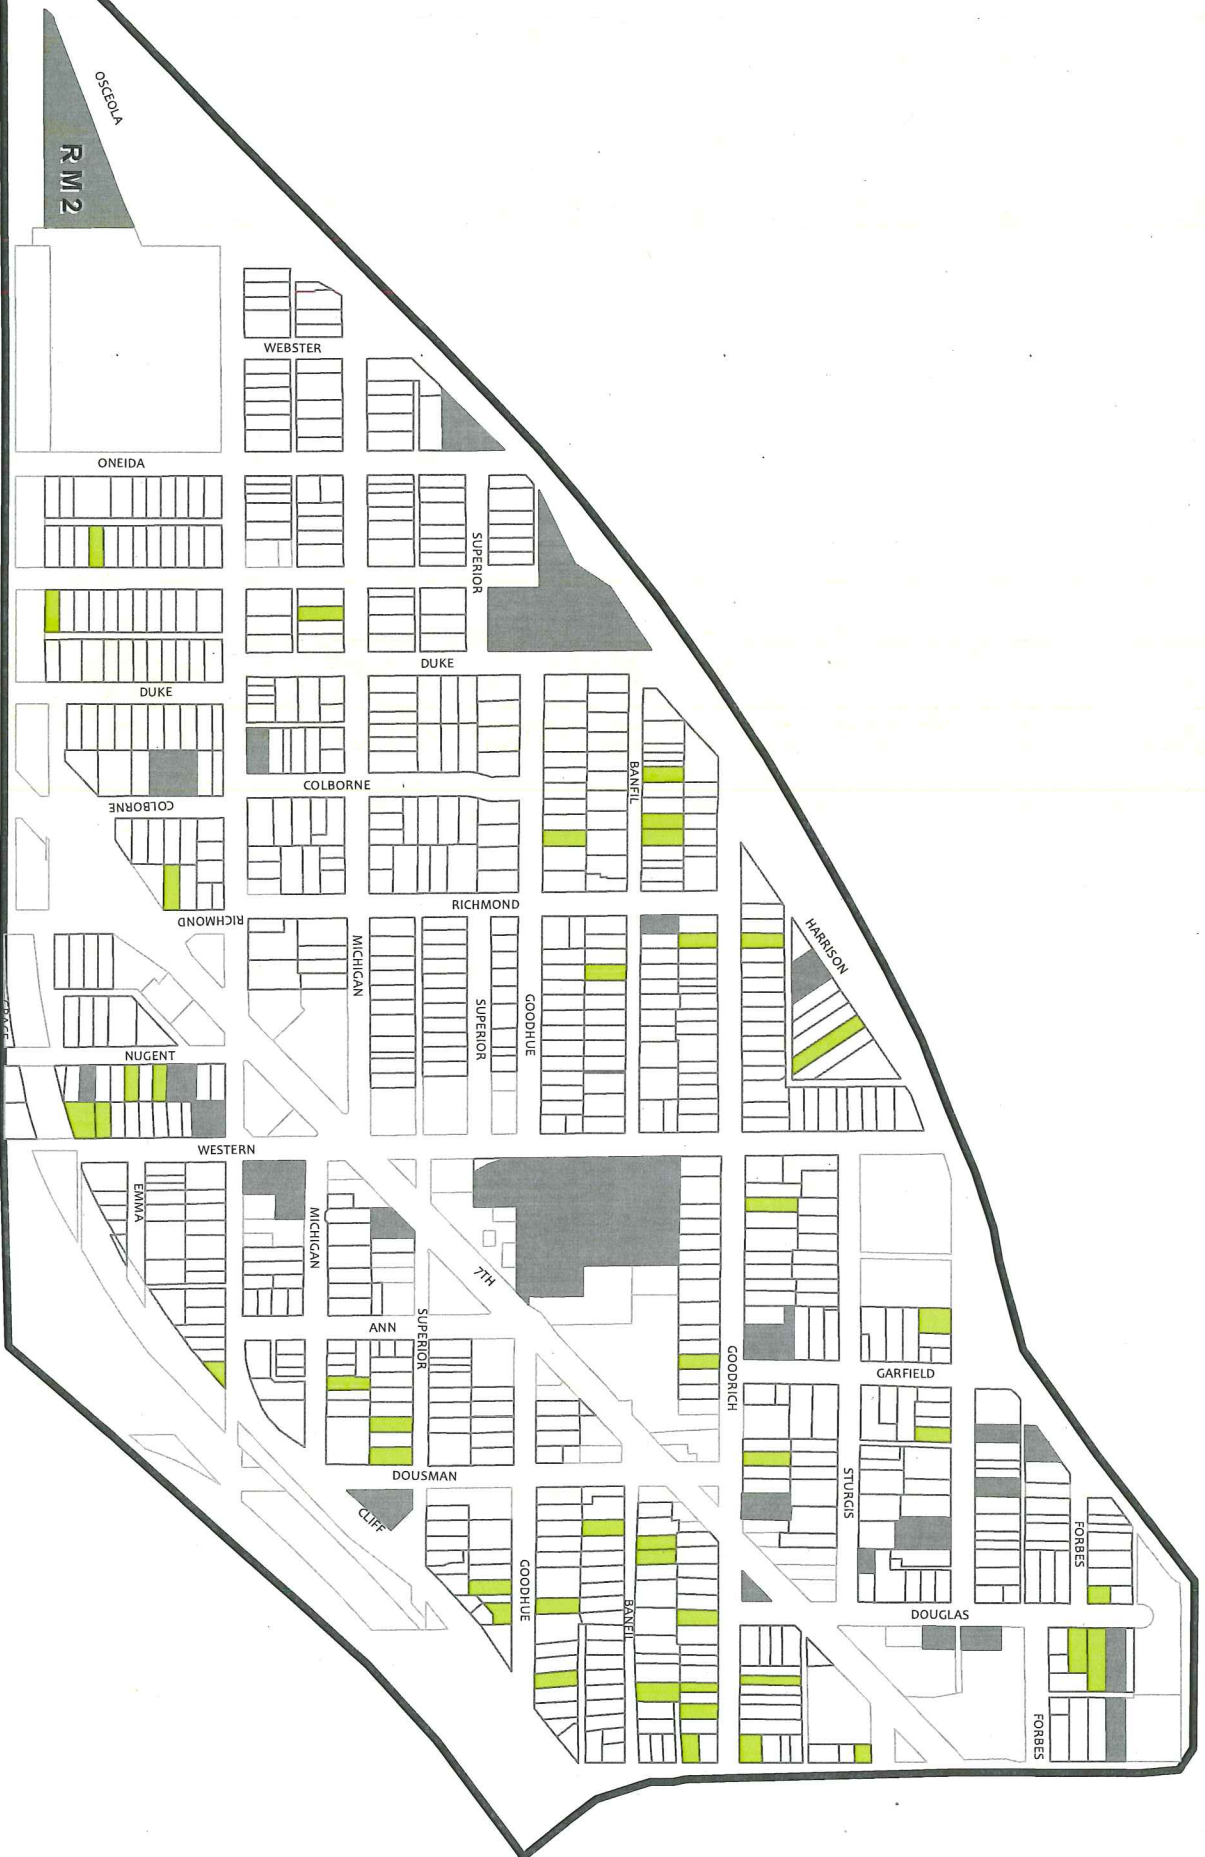 OSCEOLA
RM2
WEBSTER
ONEIDA
SUPERIOR
DUKE
DUKE
BANFIL
COLBORNE
COLBORNE
RICHMOND
RICHMOND
HARRISON
MICHIGAN
SUPERIOR
GOODHUE
NUGENT
WESTERN
EMMA
MICHIGAN
7TH
SUPERIOR
ANN
GOODRICH
GARFIELD
DOUSMAN
STURGIS
CLIFF
FORBES
GOODHUE
BANFIL
DOUGLAS
FORBES